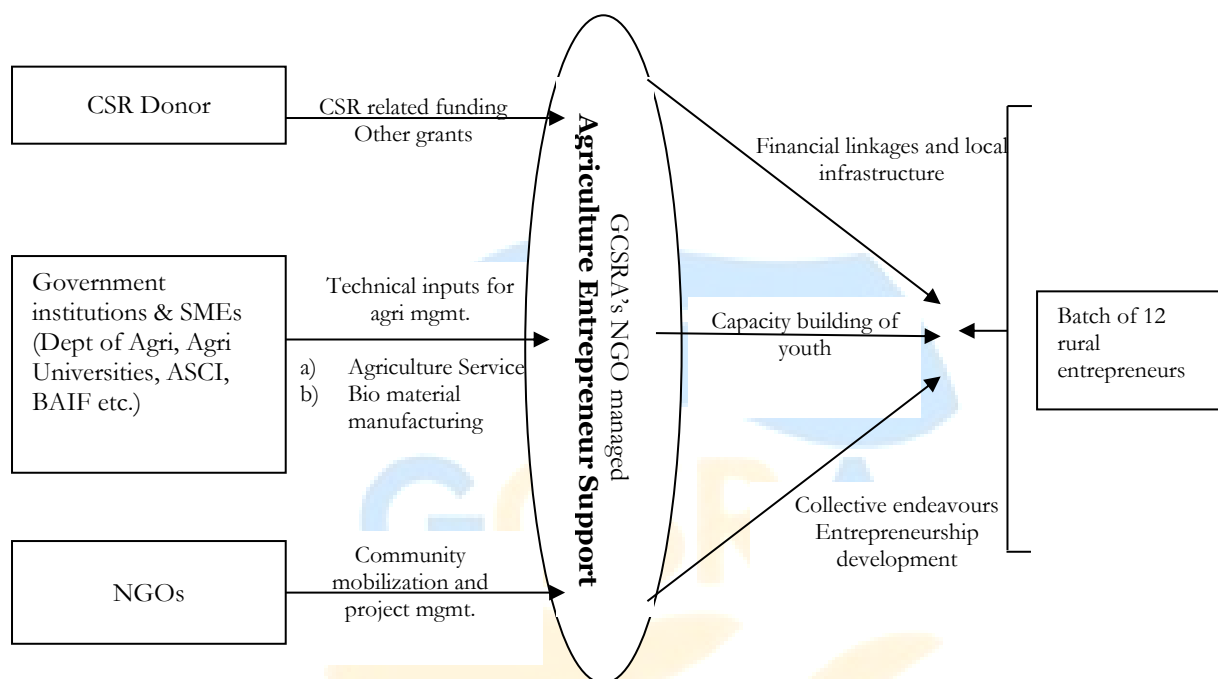 CSR Donor
CSR related funding
Other grants
Government
institutions & SMEs
(Dept of Agri, Agri
Universities, ASCI,
BAIF etc.)
Technical inputs for
agri mgmt.
a) Agriculture Service
b) Bio material
manufacturing
NGOs
Community
mobilization and
project mgmt.
GCSRA’s NGO managed
Agriculture Entrepreneur Support
Financial linkages and local
infrastructure
Capacity building of
youth
Collective endeavours
Entrepreneurship
development
Batch of 12
rural
entrepreneurs
GCSRA